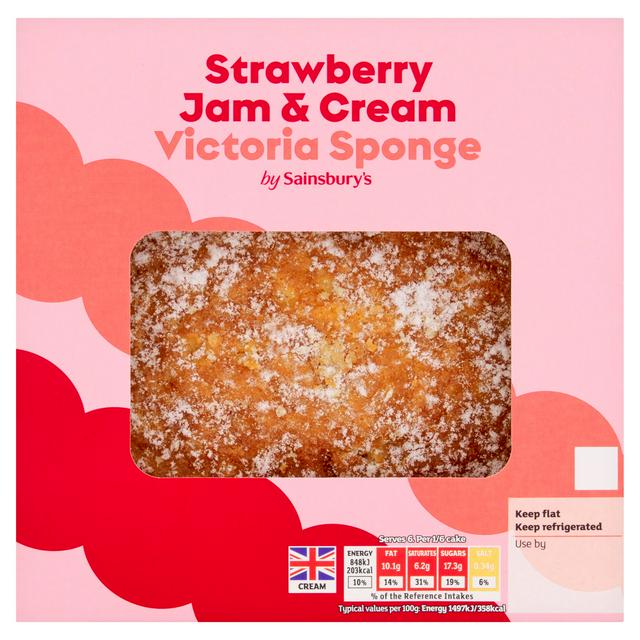 Strawberry
Jam & Cream
Victoria Sponge
by Sainsbury's
Keep flat
Keep refrigerated
Use by
Serves 6. Per 1/6 cake
CREAM
ENERGY 848kJ 203kcal 10%
FAT 10.1g 14%
SATURATES 6.2g 31%
SUGARS 17.3g 19%
SALT 0.34g 6%
% of the Reference Intakes
Typical values per 100g: Energy 1497kJ/358kcal